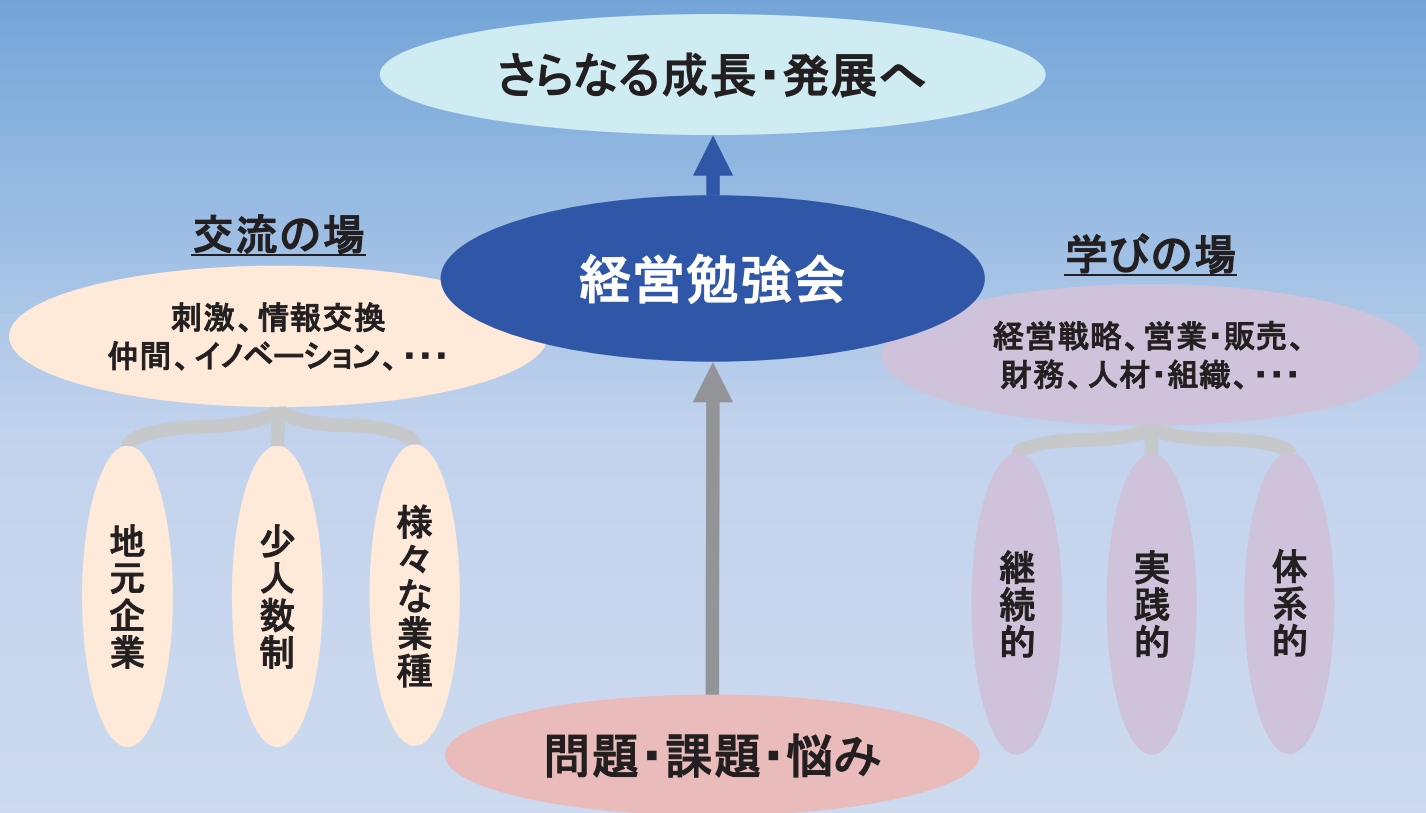 さらなる成長・発展へ
経営勉強会
交流の場
刺激、情報交換
仲間、イノベーション、・・・
地元企業
少人数制
様々な業種
学びの場
経営戦略、営業・販売、
財務、人材・組織、・・・
継続的
実践的
体系的
問題・課題・悩み